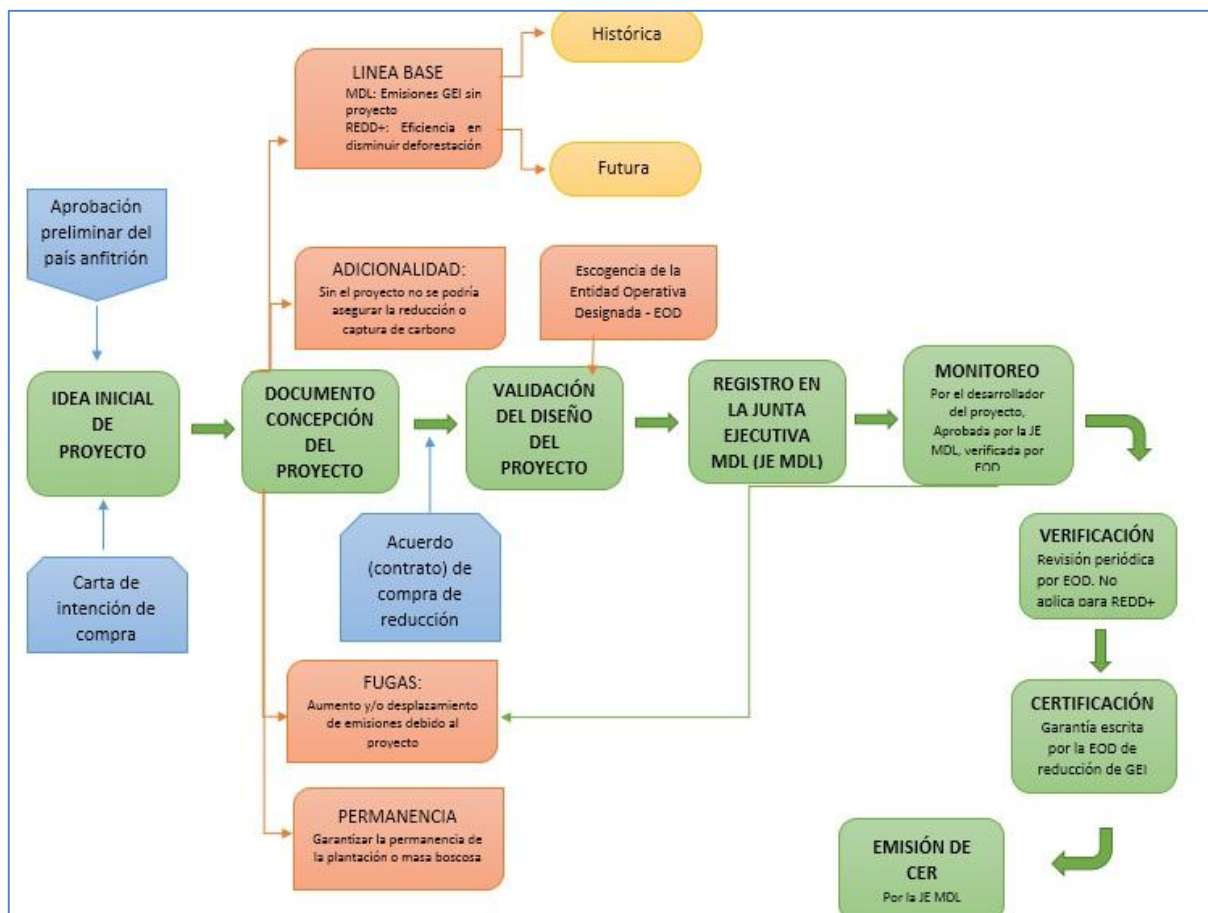 Histórica
LINEA BASE
MDL: Emisiones GEI sin
proyecto
REDD+: Eficiencia en
disminuir deforestación
Futura
Aprobación
preliminar del
país anfitrión
ADICIONALIDAD:
Sin el proyecto no se podría
asegurar la reducción o
captura de carbono
Escogencia de la
Entidad Operativa
Designada - EOD
IDEA INICIAL
DE
PROYECTO
DOCUMENTO
CONCEPCIÓN
DEL
PROYECTO
VALIDACIÓN
DEL DISEÑO
DEL
PROYECTO
REGISTRO EN
LA JUNTA
EJECUTIVA
MDL (JE MDL)
MONITOREO
Por el desarrollador
del proyecto,
Aprobada por la JE
MDL, verificada por
EOD
Carta de
intención de
compra
Acuerdo
(contrato) de
compra de
reducción
VERIFICACIÓN
Revisión periódica
por EOD. No
aplica para REDD+
FUGAS:
Aumento y/o desplazamiento
de emisiones debido al
proyecto
CERTIFICACIÓN
Garantía escrita
por la EOD de
reducción de GEI
PERMANENCIA
Garantizar la permanencia de
la plantación o masa boscosa
EMISIÓN DE
CER
Por la JE MDL